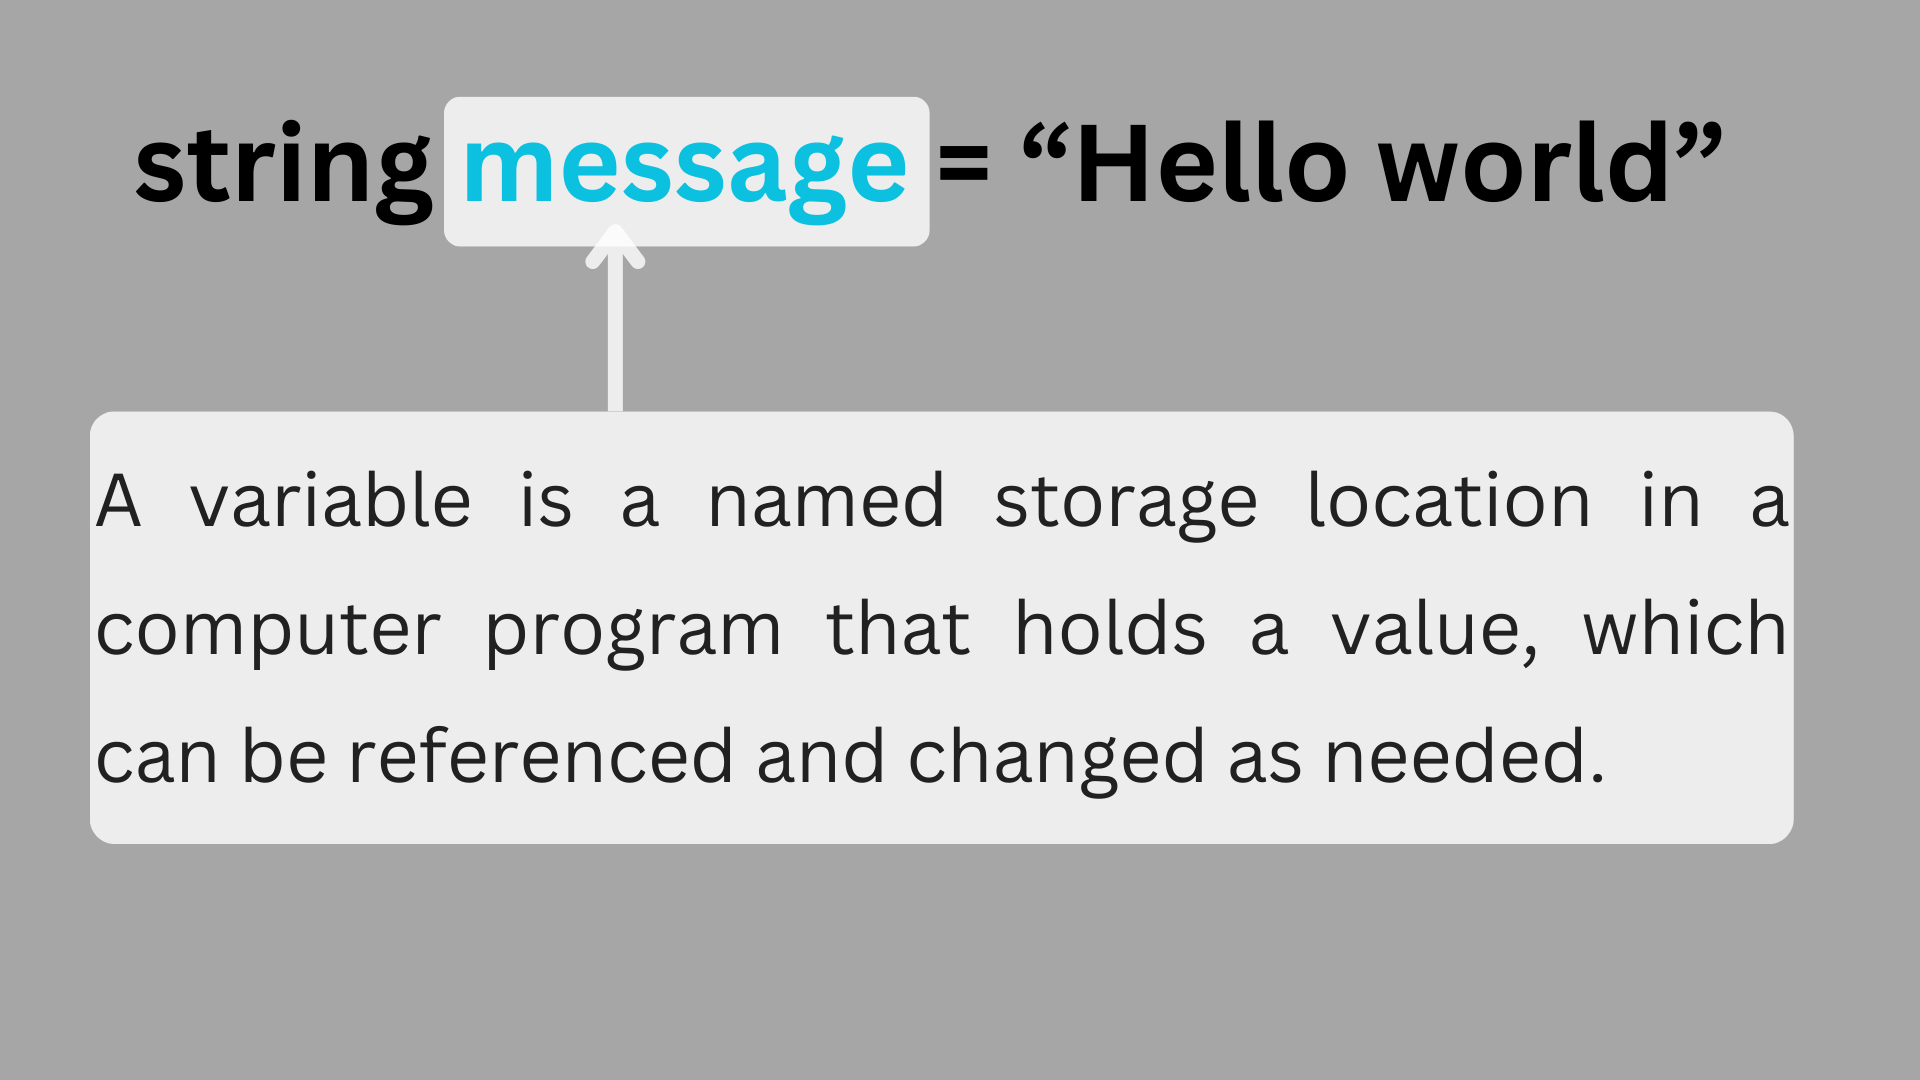 string message = “Hello world”
A variable is a named storage location in a
computer program that holds a value, which
can be referenced and changed as needed.